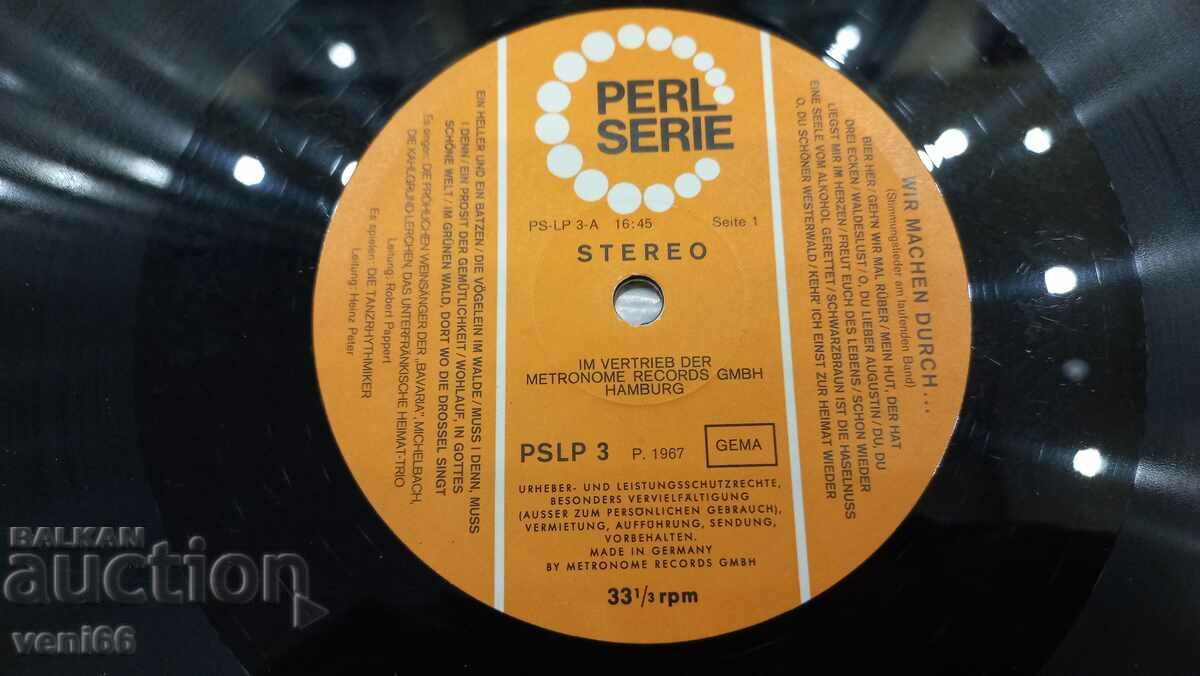 PERL
SERIE
PS-LP 3-A 16:45 Seite 1
STEREO
IM VERTRIEB DER
METRONOME RECORDS GMBH
HAMBURG
PSLP 3 P. 1967 GEMA
URHEBER- UND LEISTUNGSSCHUTZRECHTE,
BESONDERS VERVIELFÄLTIGUNG
(AUSSER ZUM PERSÖNLICHEN GEBRAUCH),
VERMIETUNG, AUFFÜHRUNG, SENDUNG,
VORBEHALTEN.
MADE IN GERMANY
BY METRONOME RECORDS GMBH
33 1/3 rpm
WIR MACHEN DURCH...
(Stimmungslieder am laufenden Band)
BIER HER / GEH'N WIR MAL RÜBER / MEIN HUT, DER HAT
DREI ECKEN / WALDESLUST / O, DU LIEBER AUGUSTIN / DU, DU
LIEGST MIR IM HERZEN / FREUT EUCH DES LEBENS / SCHON WIEDER
EINE SEELE VOM ALKOHOL GERETTET / SCHWARZBRAUN IST DIE HASELNUSS
O, DU SCHÖNER WESTERWALD / KEHR' ICH EINST ZUR HEIMAT WIEDER
EIN HELLER UND EIN BATZEN / DIE VÖGELEIN IM WALDE / MUSS I DENN, MUSS
I DENN / EIN PROSIT DER GEMÜTLICHKEIT / WOHLAUF, IN GOTTES
SCHÖNE WELT / IM GRÜNEN WALD, DORT WO DIE DROSSEL SINGT
Es singen: DIE FRÖHLICHEN WEINSÄNGER DER „BAVARIA", MICHELBACH,
Leitung: Robert Pappert
DIE KAHLGRUND-LERCHEN, DAS UNTERFRÄNKISCHE HEIMAT-TRIO
Es spielen: DIE TANZRHYTHMIKER
Leitung: Heinz Peter
BALKAN
auction
veni66